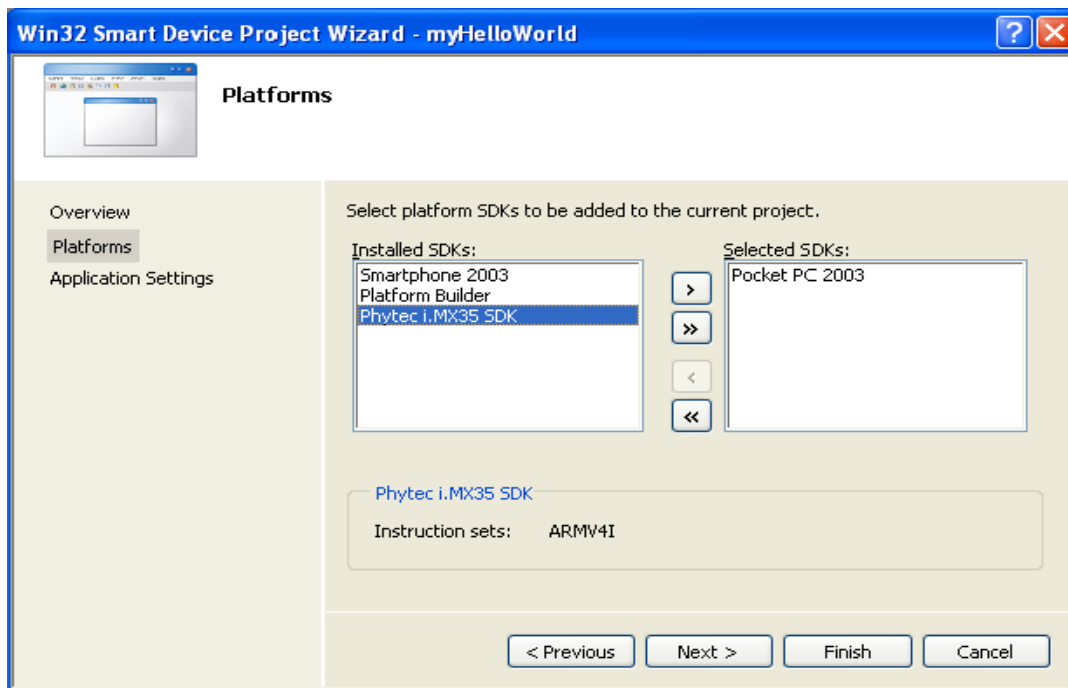 Win32 Smart Device Project Wizard - myHelloWorld
?
Platforms
Overview
Platforms
Application Settings
Select platform SDKs to be added to the current project.
Installed SDKs:
Smartphone 2003
Platform Builder
Phytec i.MX35 SDK
>
>>
<
<<
Selected SDKs:
Pocket PC 2003
Phytec i.MX35 SDK
Instruction sets: ARMV4I
< Previous Next > Finish Cancel